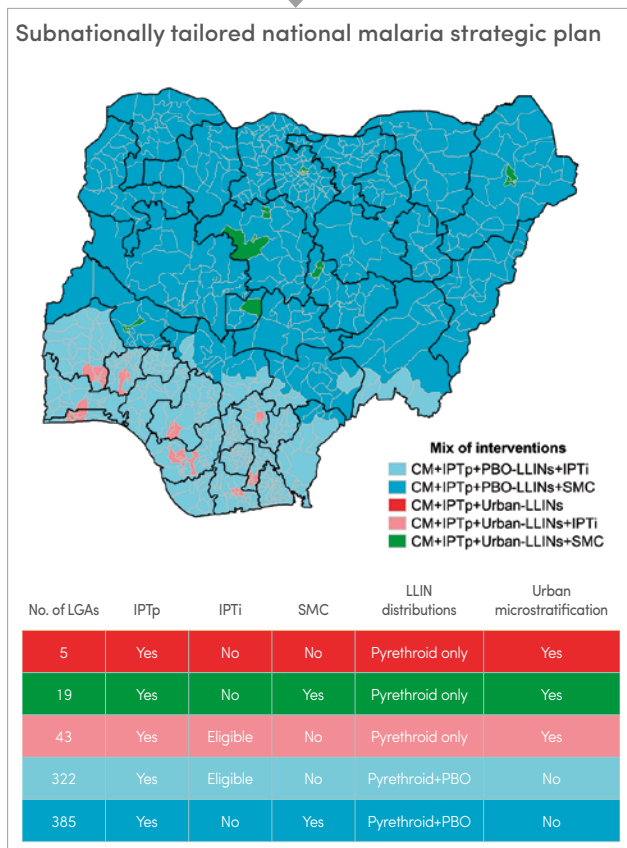 Subnationally tailored national malaria strategic plan
Mix of interventions
CM+IPTp+PBO-LLINs+IPTi
CM+IPTp+PBO-LLINs+SMC
CM+IPTp+Urban-LLINs
CM+IPTp+Urban-LLINs+IPTi
CM+IPTp+Urban-LLINs+SMC
No. of LGAs IPTp IPTi SMC LLIN distributions Urban microstratification
5 Yes No No Pyrethroid only Yes
19 Yes No Yes Pyrethroid only Yes
43 Yes Eligible No Pyrethroid only Yes
322 Yes Eligible No Pyrethroid+PBO No
385 Yes No Yes Pyrethroid+PBO No